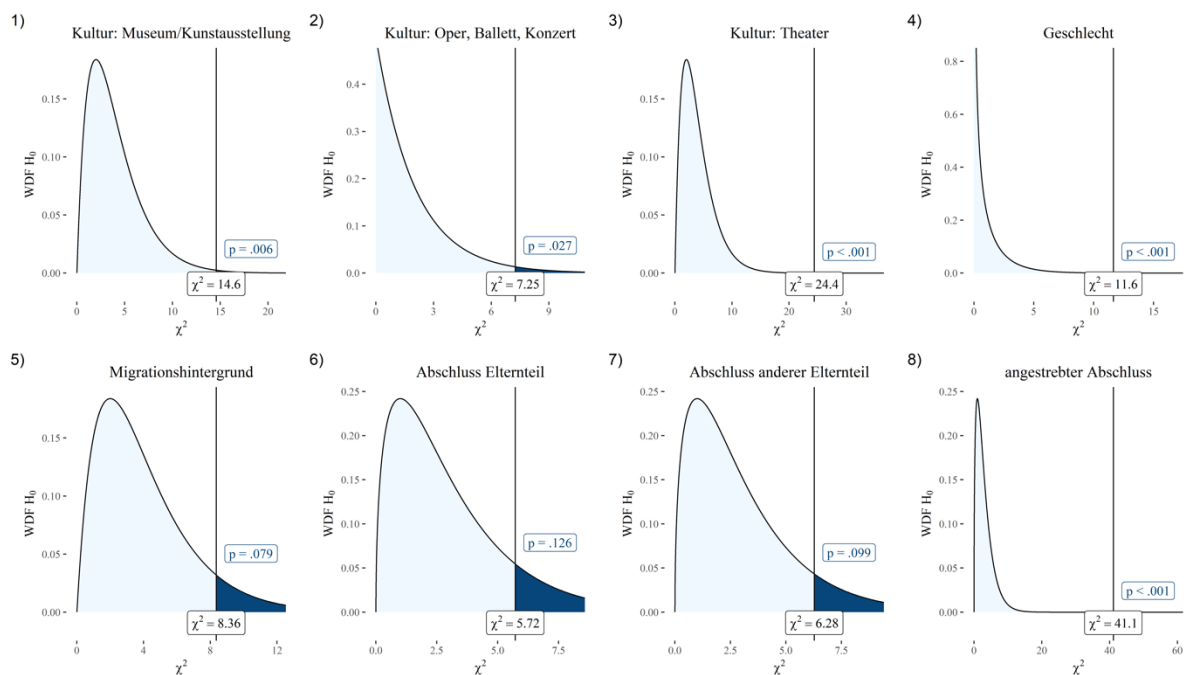 1)
Kultur: Museum/Kunstausstellung
WDF H₀
0.15
0.10
0.05
0.00
p = .006
χ² = 14.6
0
5
10
15
20
χ²
2)
Kultur: Oper, Ballett, Konzert
WDF H₀
0.4
0.3
0.2
0.1
0.0
p = .027
χ² = 7.25
0
3
6
9
χ²
3)
Kultur: Theater
WDF H₀
0.15
0.10
0.05
0.00
p < .001
χ² = 24.4
0
10
20
30
χ²
4)
Geschlecht
WDF H₀
0.8
0.6
0.4
0.2
0.0
p < .001
χ² = 11.6
0
5
10
15
χ²
5)
Migrationshintergrund
WDF H₀
0.15
0.10
0.05
0.00
p = .079
χ² = 8.36
0
4
8
12
χ²
6)
Abschluss Elternteil
WDF H₀
0.25
0.20
0.15
0.10
0.05
0.00
p = .126
χ² = 5.72
0.0
2.5
5.0
7.5
χ²
7)
Abschluss anderer Elternteil
WDF H₀
0.25
0.20
0.15
0.10
0.05
0.00
p = .099
χ² = 6.28
0.0
2.5
5.0
7.5
χ²
8)
angestrebter Abschluss
WDF H₀
0.25
0.20
0.15
0.10
0.05
0.00
p < .001
χ² = 41.1
0
20
40
60
χ²